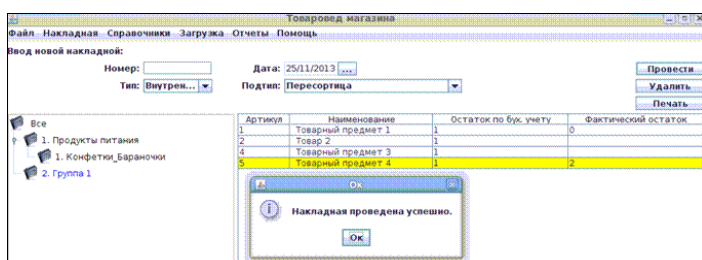 Товаровед магазина
Файл Накладная Справочники Загрузка Отчеты Помощь
Ввод новой накладной:
Номер: Дата: 25/11/2013 ... Провести
Тип: Внутрен... Подтип: Пересортица Удалить
Печать
Все
1. Продукты питания
1. Конфетки_Бараночки
2. Группа 1
Артикул Наименование Остаток по бух. учету Фактический остаток
1 Товарный предмет 1 1 0
2 Товар 2 1
4 Товарный предмет 3 1
5 Товарный предмет 4 1 2
Ок
Накладная проведена успешно.
Ок